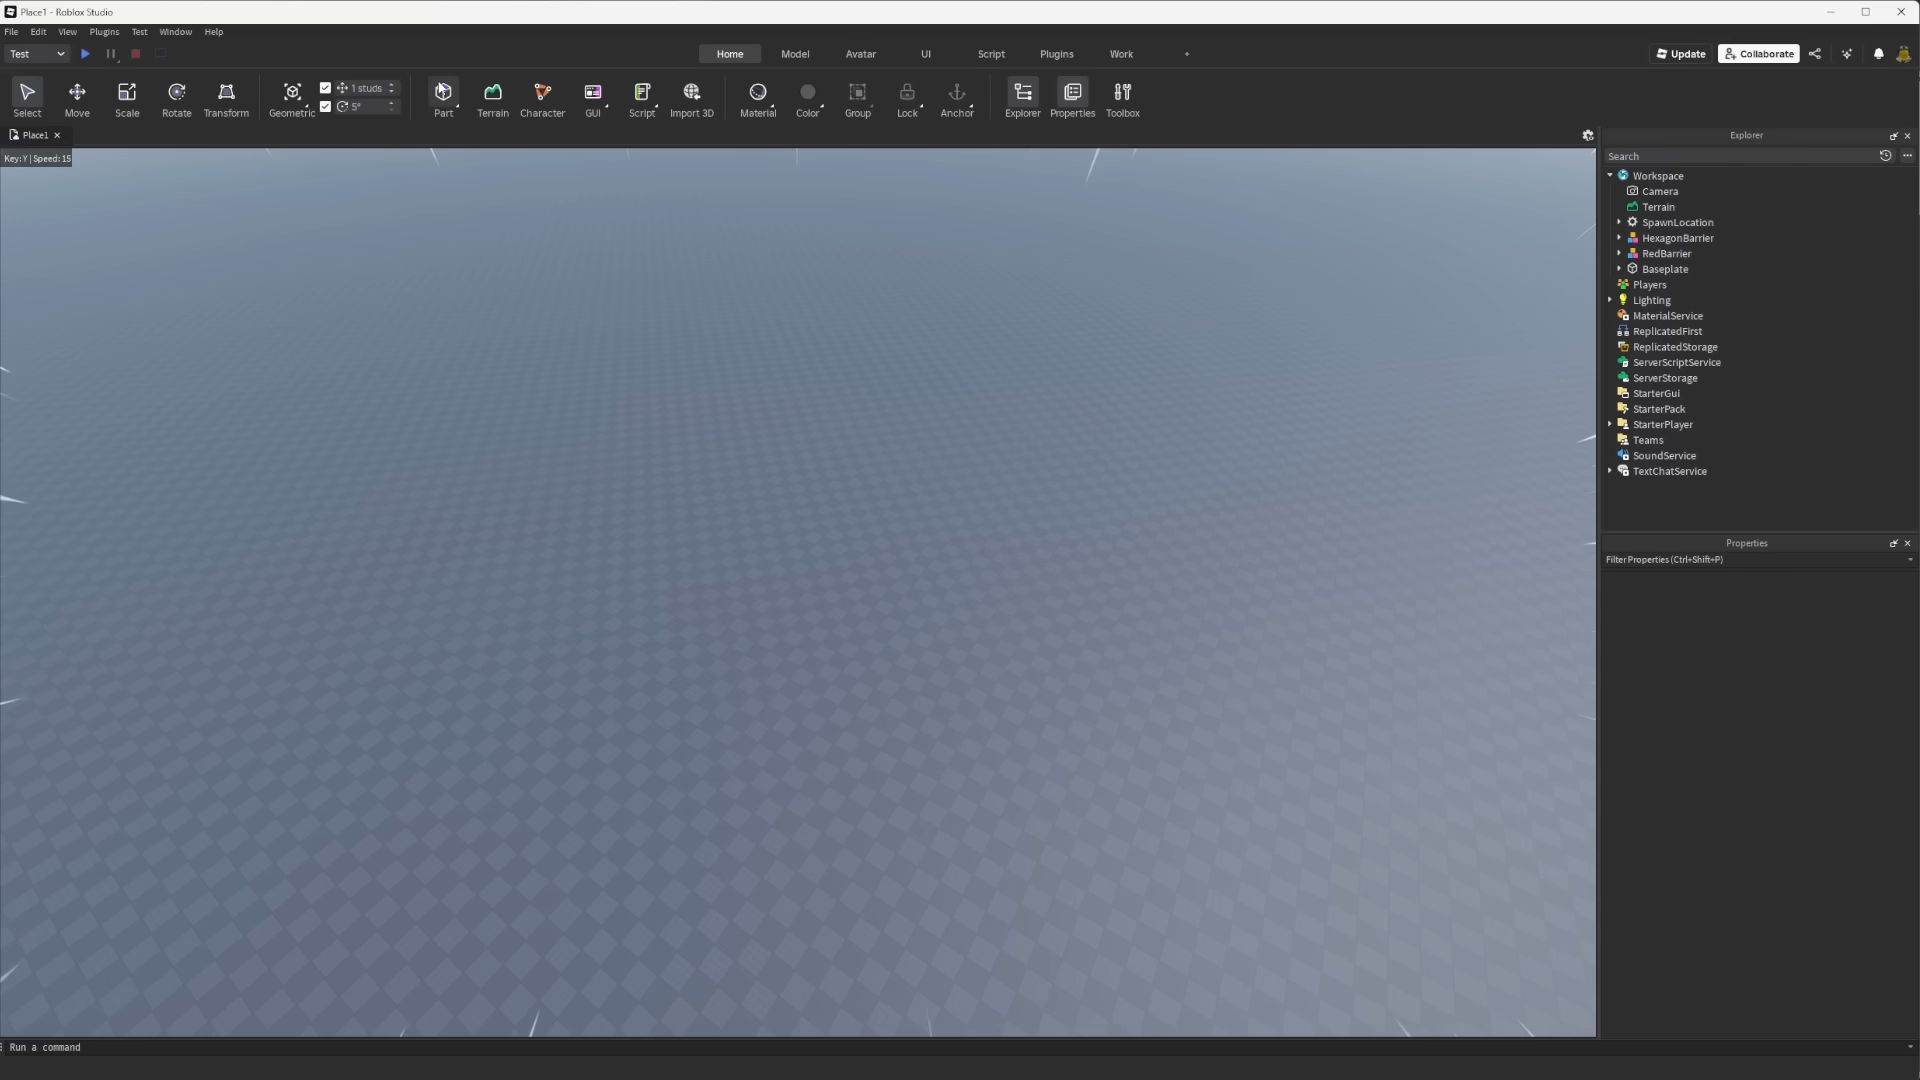 Place1 - Roblox Studio
File Edit View Plugins Test Window Help
Test
Home Model Avatar UI Script Plugins Work
Update Collaborate
1 studs
5°
Select Move Scale Rotate Transform Geometric Part Terrain Character GUI Script Import 3D Material Color Group Lock Anchor Explorer Properties Toolbox
Place1
Key: Y | Speed: 15
Explorer
Search
Workspace
Camera
Terrain
SpawnLocation
HexagonBarrier
RedBarrier
Baseplate
Players
Lighting
MaterialService
ReplicatedFirst
ReplicatedStorage
ServerScriptService
ServerStorage
StarterGui
StarterPack
StarterPlayer
Teams
SoundService
TextChatService
Properties
Filter Properties (Ctrl+Shift+P)
Run a command